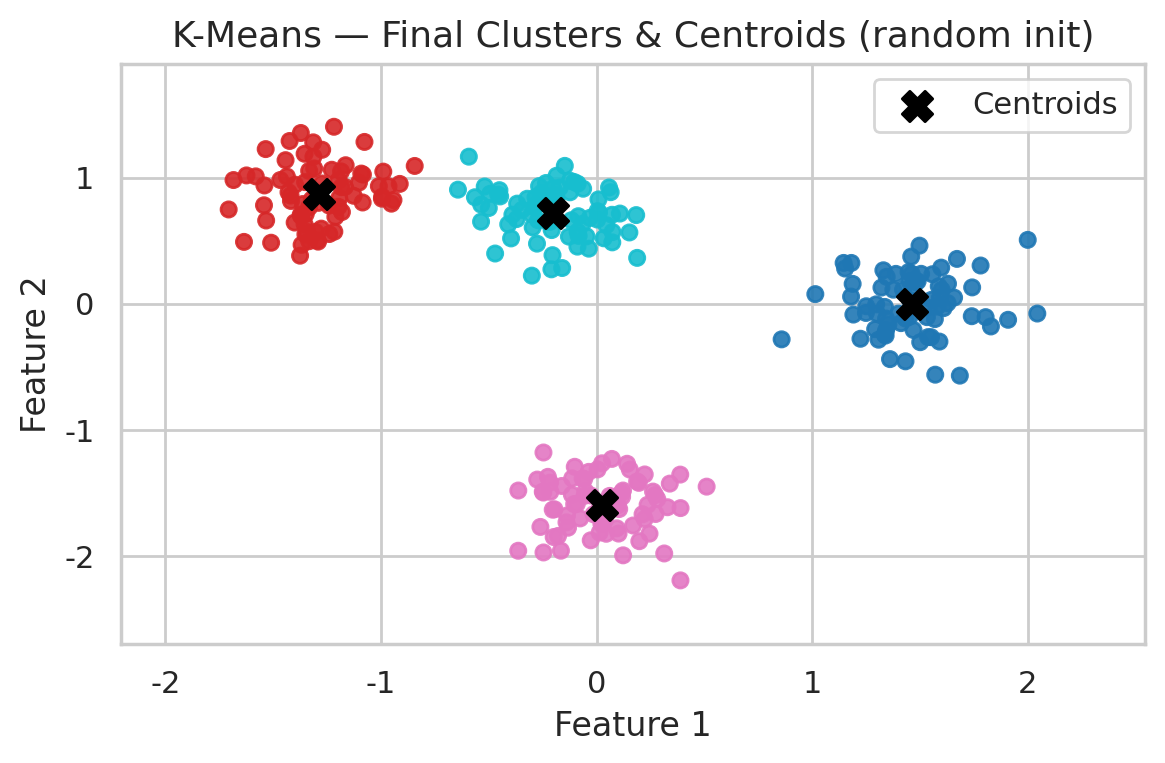 K-Means — Final Clusters & Centroids (random init)
Centroids
1
0
-1
-2
Feature 2
-2
-1
0
1
2
Feature 1